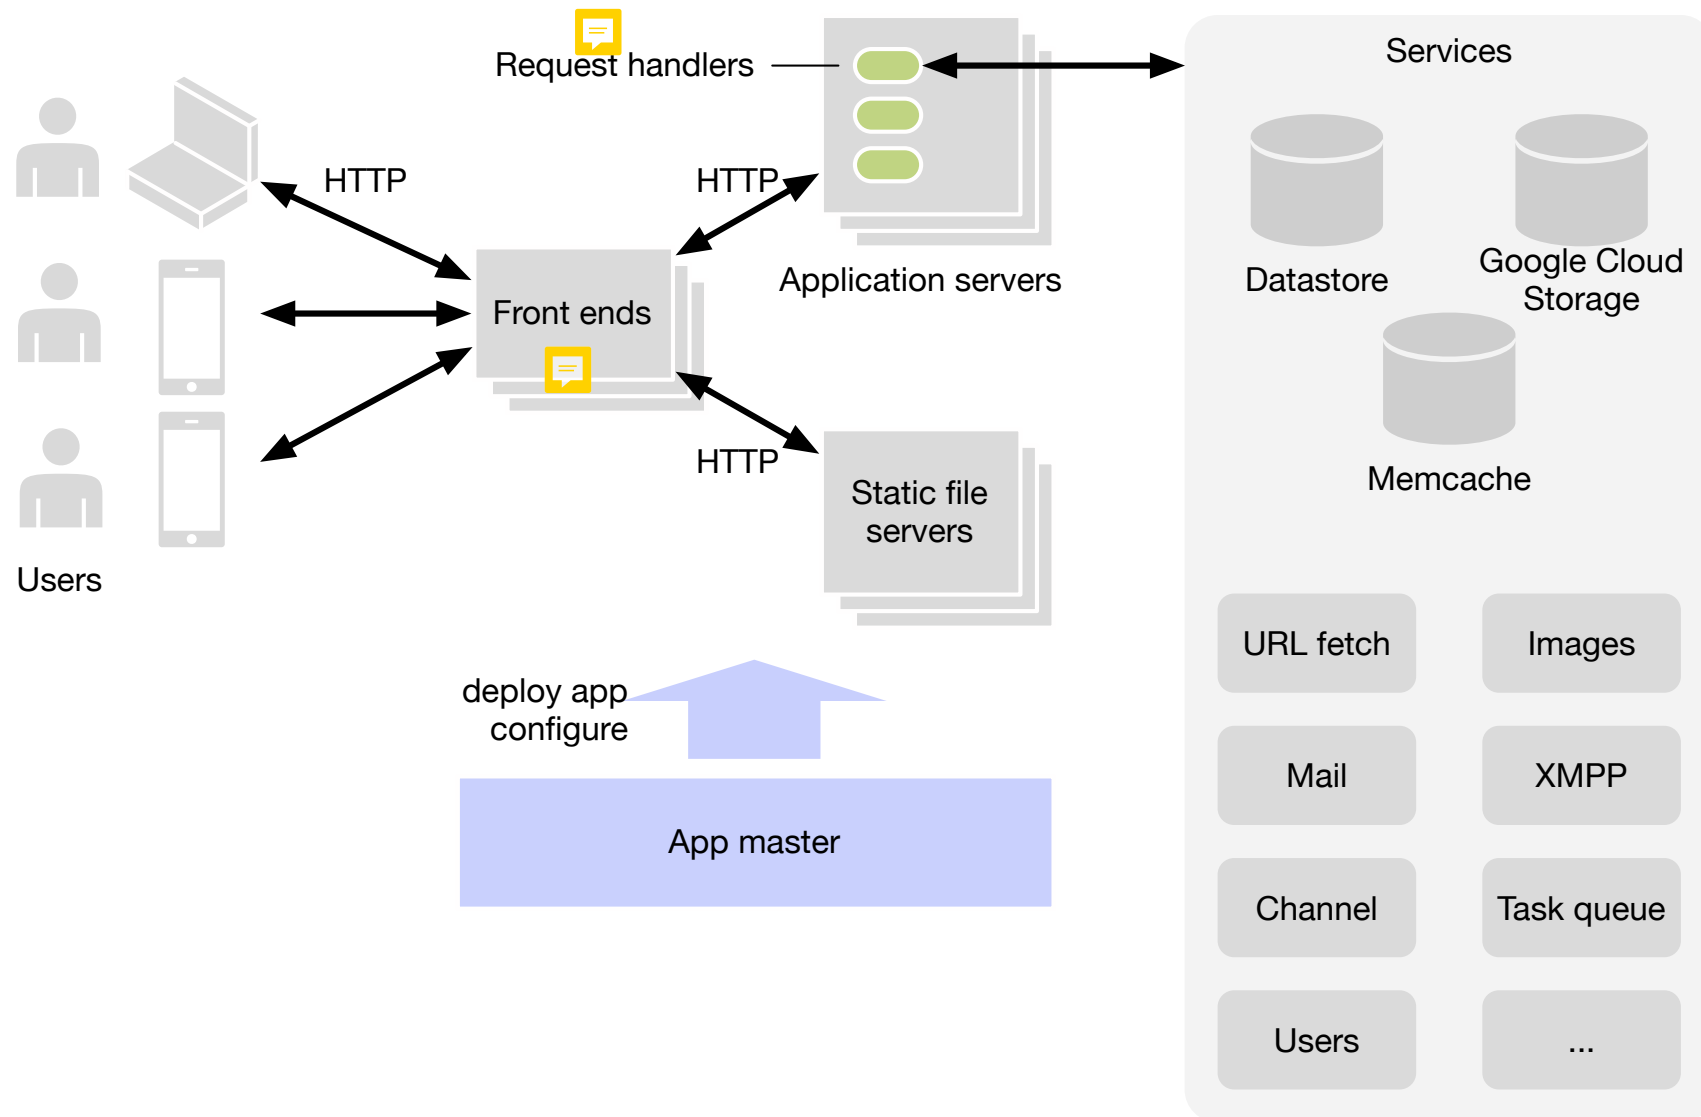 Request handlers
Services
HTTP
HTTP
Datastore
Google Cloud
Storage
Application servers
Front ends
HTTP
Memcache
Static file
servers
Users
URL fetch
Images
deploy app
configure
Mail
XMPP
App master
Channel
Task queue
Users
...